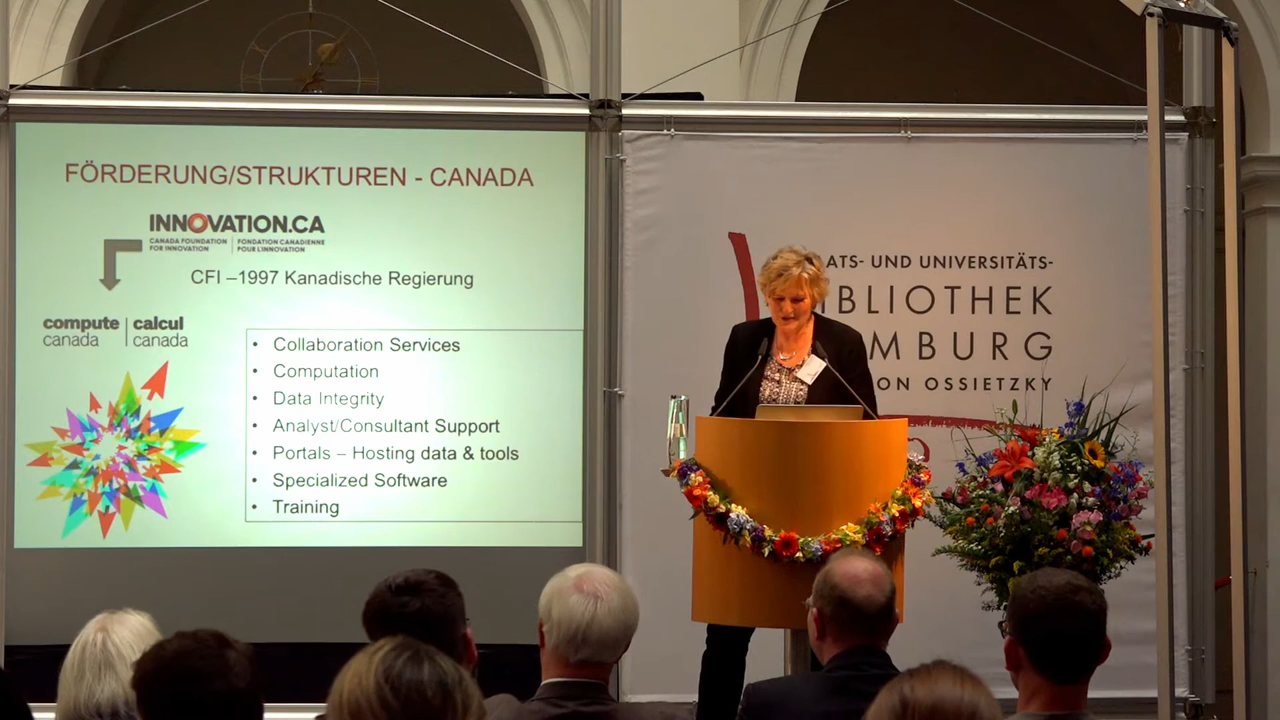 FÖRDERUNG/STRUKTUREN - CANADA
INNOVATION.CA
CANADA FOUNDATION FOR INNOVATION | FONDATION CANADIENNE POUR L'INNOVATION
CFI –1997 Kanadische Regierung
compute canada | calcul canada
• Collaboration Services
• Computation
• Data Integrity
• Analyst/Consultant Support
• Portals – Hosting data & tools
• Specialized Software
• Training
ATS- UND UNIVERSITÄTS-
BIBLIOTHEK
MBURG
ON OSSIETZKY